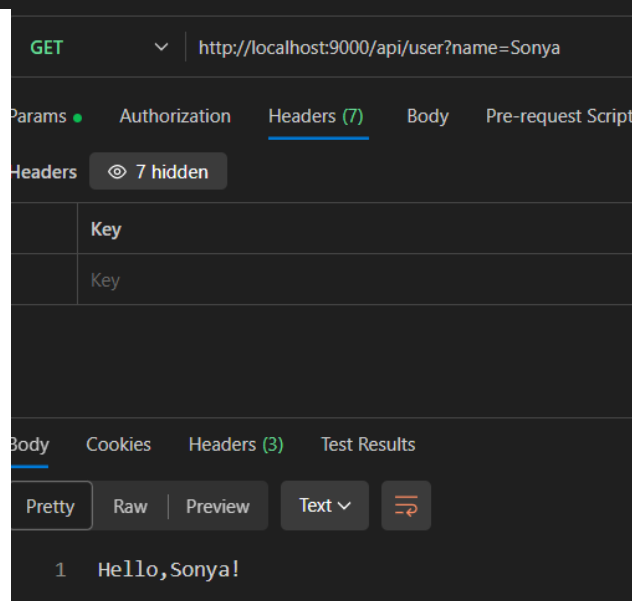 GET http://localhost:9000/api/user?name=Sonya
Params Authorization Headers (7) Body Pre-request Script
Headers 7 hidden
Key
Key
Body Cookies Headers (3) Test Results
Pretty Raw Preview Text
1 Hello,Sonya!